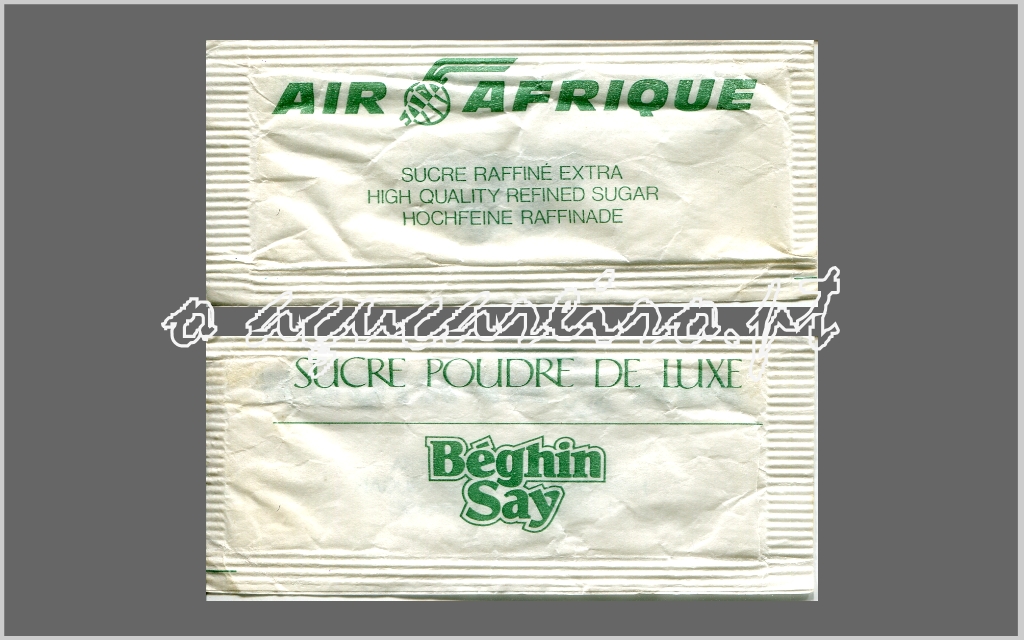 AIR AFRIQUE
SUCRE RAFFINÉ EXTRA
HIGH QUALITY REFINED SUGAR
HOCHFEINE RAFFINADE
SUCRE POUDRE DE LUXE
Béghin
Say